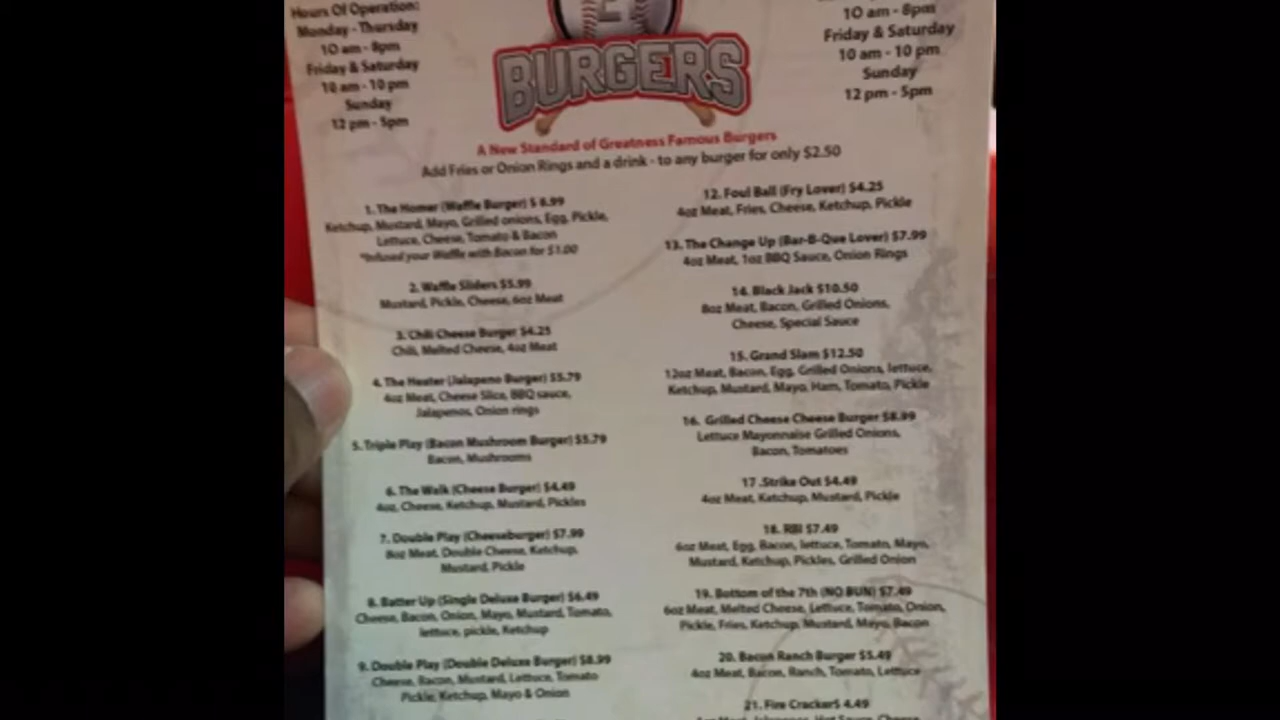 Hours Of Operation:
Monday - Thursday
10 am - 8pm
Friday & Saturday
10 am - 10 pm
Sunday
12 pm - 5pm
E
BURGERS
10 am - 8pm
Friday & Saturday
10 am - 10 pm
Sunday
12 pm - 5pm
A New Standard of Greatness Famous Burgers
Add Fries or Onion Rings and a drink - to any burger for only $2.50
1. The Homer (Waffle Burger) $ 8.99
Ketchup, Mustard, Mayo, Grilled onions, Egg, Pickle,
Lettuce, Cheese, Tomato & Bacon
*Infused your Waffle with Bacon for $1.00
2. Waffle Sliders $5.99
Mustard, Pickle, Cheese, 6oz Meat
3. Chili Cheese Burger $4.25
Chili, Melted Cheese, 4oz Meat
4. The Heater (Jalapeno Burger) $5.79
4oz Meat, Cheese Slice, BBQ sauce,
Jalapenos, Onion rings
5. Triple Play (Bacon Mushroom Burger) $5.79
Bacon, Mushrooms
6. The Walk (Cheese Burger) $4.49
4oz, Cheese, Ketchup, Mustard, Pickles
7. Double Play (Cheeseburger) $7.99
8oz Meat, Double Cheese, Ketchup,
Mustard, Pickle
8. Batter Up (Single Deluxe Burger) $6.49
Cheese, Bacon, Onion, Mayo, Mustard, Tomato,
lettuce, pickle, Ketchup
9. Double Play (Double Deluxe Burger) $8.99
Cheese, Bacon, Mustard, Lettuce, Tomato
Pickle, Ketchup, Mayo & Onion
12. Foul Ball (Fry Lover) $4.25
4oz Meat, Fries, Cheese, Ketchup, Pickle
13. The Change Up (Bar-B-Que Lover) $7.99
4oz Meat, 1oz BBQ Sauce, Onion Rings
14. Black Jack $10.50
8oz Meat, Bacon, Grilled Onions,
Cheese, Special Sauce
15. Grand Slam $12.50
12oz Meat, Bacon, Egg, Grilled Onions, lettuce,
Ketchup, Mustard, Mayo, Ham, Tomato, Pickle
16. Grilled Cheese Cheese Burger $8.99
Lettuce Mayonnaise Grilled Onions,
Bacon, Tomatoes
17 .Strike Out $4.49
4oz Meat, Ketchup, Mustard, Pickle
18. RBI $7.49
6oz Meat, Egg, Bacon, lettuce, Tomato, Mayo,
Mustard, Ketchup, Pickles, Grilled Onion
19. Bottom of the 7th (NO BUN) $7.49
6oz Meat, Melted Cheese, Lettuce, Tomato, Onion,
Pickle, Fries, Ketchup, Mustard, Mayo, Bacon
20. Bacon Ranch Burger $5.49
4oz Meat, Bacon, Ranch, Tomato, Lettuce
21. Fire Cracker$ 4.49